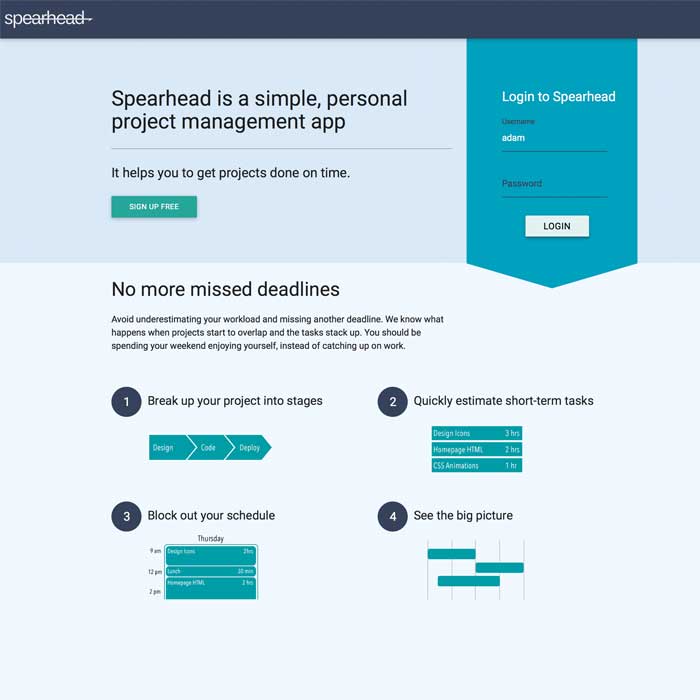 spearhead
Spearhead is a simple, personal
project management app
It helps you to get projects done on time.
SIGN UP FREE
Login to Spearhead
Username
adam
Password
LOGIN
No more missed deadlines
Avoid underestimating your workload and missing another deadline. We know what
happens when projects start to overlap and the tasks stack up. You should be
spending your weekend enjoying yourself, instead of catching up on work.
1 Break up your project into stages
Design Code Deploy
2 Quickly estimate short-term tasks
Design Icons 3 hrs
Homepage HTML 2 hrs
CSS Animations 1 hr
3 Block out your schedule
Thursday
9 am Design Icons 2hrs
12 pm Lunch 30 min
Homepage HTML 2 hrs
2 pm
4 See the big picture